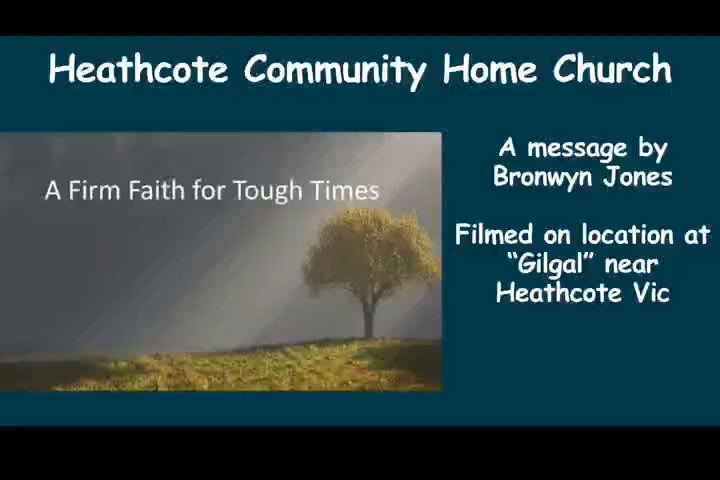 Heathcote Community Home Church
A Firm Faith for Tough Times
A message by
Bronwyn Jones
Filmed on location at
“Gilgal” near
Heathcote Vic